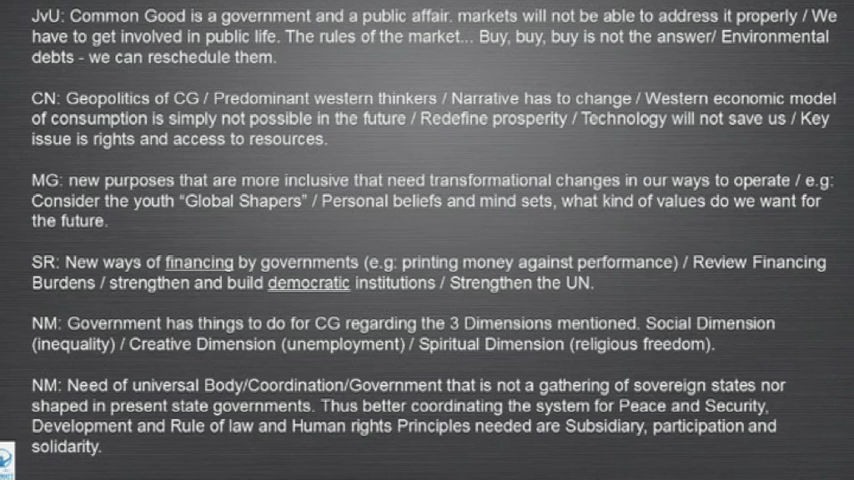 JvU: Common Good is a government and a public affair. markets will not be able to address it properly / We
have to get involved in public life. The rules of the market... Buy, buy, buy is not the answer/ Environmental
debts - we can reschedule them.
CN: Geopolitics of CG / Predominant western thinkers / Narrative has to change / Western economic model
of consumption is simply not possible in the future / Redefine prosperity / Technology will not save us / Key
issue is rights and access to resources.
MG: new purposes that are more inclusive that need transformational changes in our ways to operate / e.g:
Consider the youth “Global Shapers” / Personal beliefs and mind sets, what kind of values do we want for
the future.
SR: New ways of financing by governments (e.g: printing money against performance) / Review Financing
Burdens / strengthen and build democratic institutions / Strengthen the UN.
NM: Government has things to do for CG regarding the 3 Dimensions mentioned. Social Dimension
(inequality) / Creative Dimension (unemployment) / Spiritual Dimension (religious freedom).
NM: Need of universal Body/Coordination/Government that is not a gathering of sovereign states nor
shaped in present state governments. Thus better coordinating the system for Peace and Security,
Development and Rule of law and Human rights Principles needed are Subsidiary, participation and
solidarity.